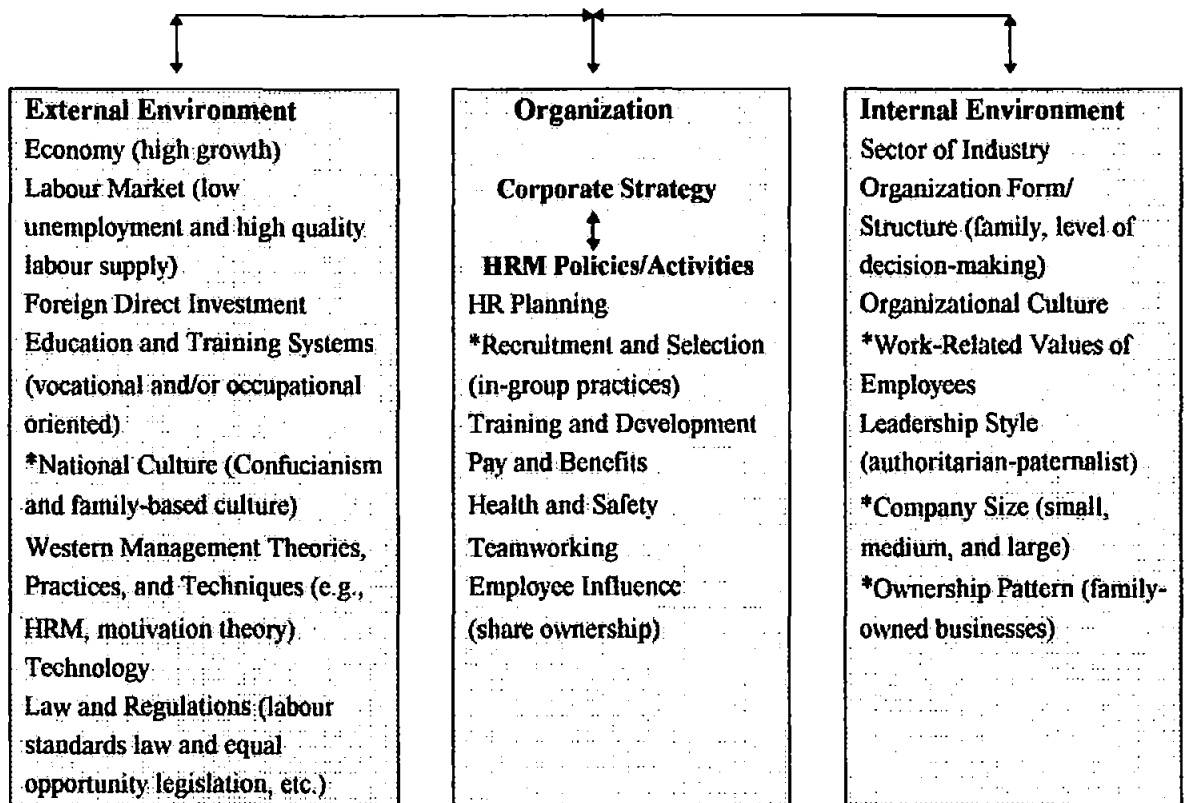 External Environment
Economy (high growth)
Labour Market (low
unemployment and high quality
labour supply)
Foreign Direct Investment
Education and Training Systems
(vocational and/or occupational
oriented)
*National Culture (Confucianism
and family-based culture)
Western Management Theories,
Practices, and Techniques (e.g.,
HRM, motivation theory)
Technology
Law and Regulations (labour
standards law and equal
opportunity legislation, etc.)
Organization
Corporate Strategy
HRM Policies/Activities
HR Planning
*Recruitment and Selection
(in-group practices)
Training and Development
Pay and Benefits
Health and Safety
Teamworking
Employee Influence
(share ownership)
Internal Environment
Sector of Industry
Organization Form/
Structure (family, level of
decision-making)
Organizational Culture
*Work-Related Values of
Employees
Leadership Style
(authoritarian-paternalist)
*Company Size (small,
medium, and large)
*Ownership Pattern (family-
owned businesses)